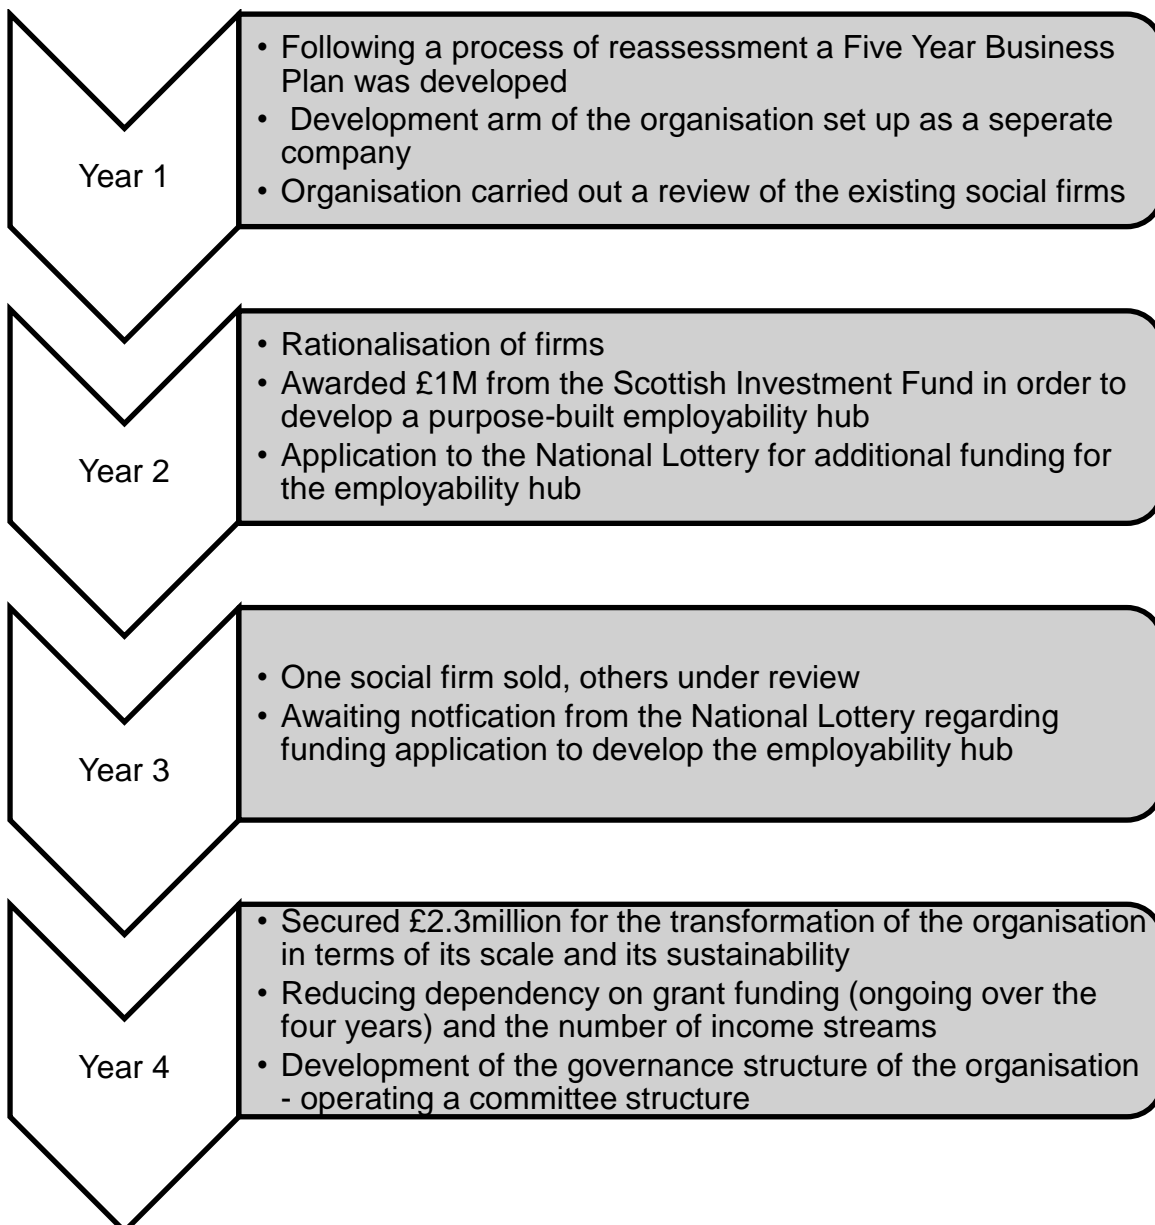 Year 1
• Following a process of reassessment a Five Year Business
Plan was developed
• Development arm of the organisation set up as a seperate
company
• Organisation carried out a review of the existing social firms
Year 2
• Rationalisation of firms
• Awarded £1M from the Scottish Investment Fund in order to
develop a purpose-built employability hub
• Application to the National Lottery for additional funding for
the employability hub
Year 3
• One social firm sold, others under review
• Awaiting notfication from the National Lottery regarding
funding application to develop the employability hub
Year 4
• Secured £2.3million for the transformation of the organisation
in terms of its scale and its sustainability
• Reducing dependency on grant funding (ongoing over the
four years) and the number of income streams
• Development of the governance structure of the organisation
- operating a committee structure